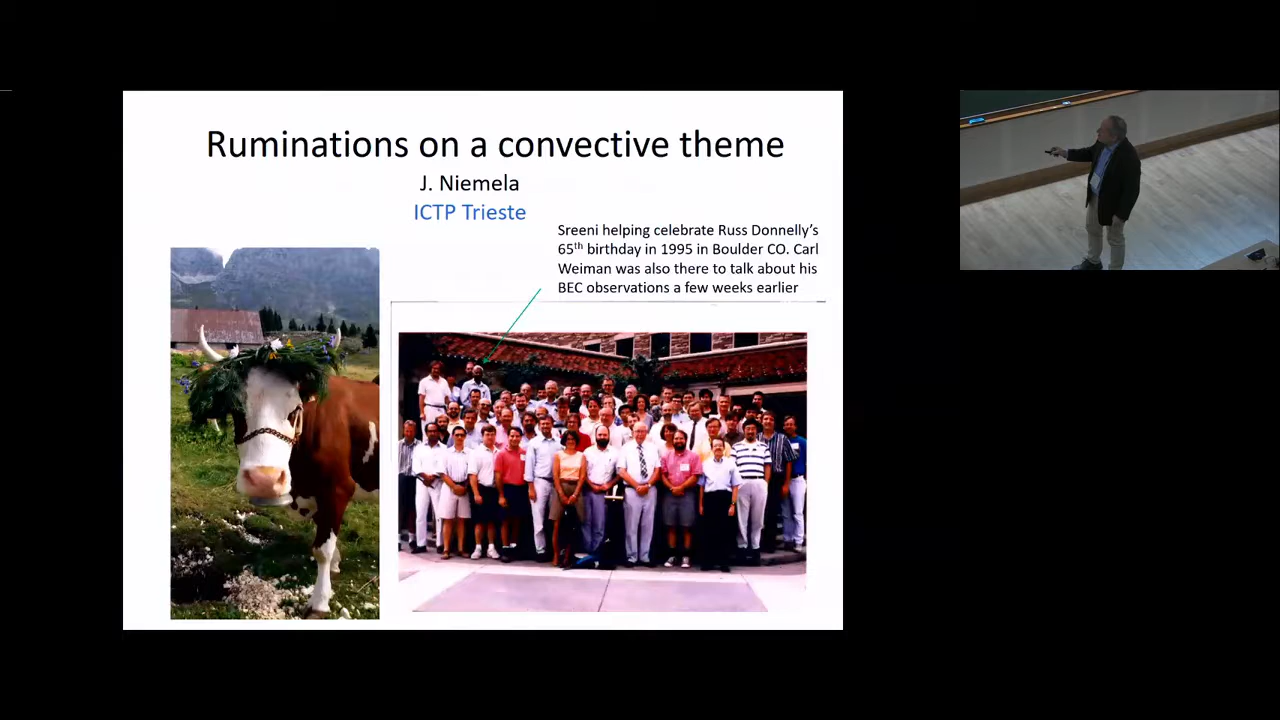 Ruminations on a convective theme
J. Niemela
ICTP Trieste
Sreeni helping celebrate Russ Donnelly's
65th birthday in 1995 in Boulder CO. Carl
Weiman was also there to talk about his
BEC observations a few weeks earlier